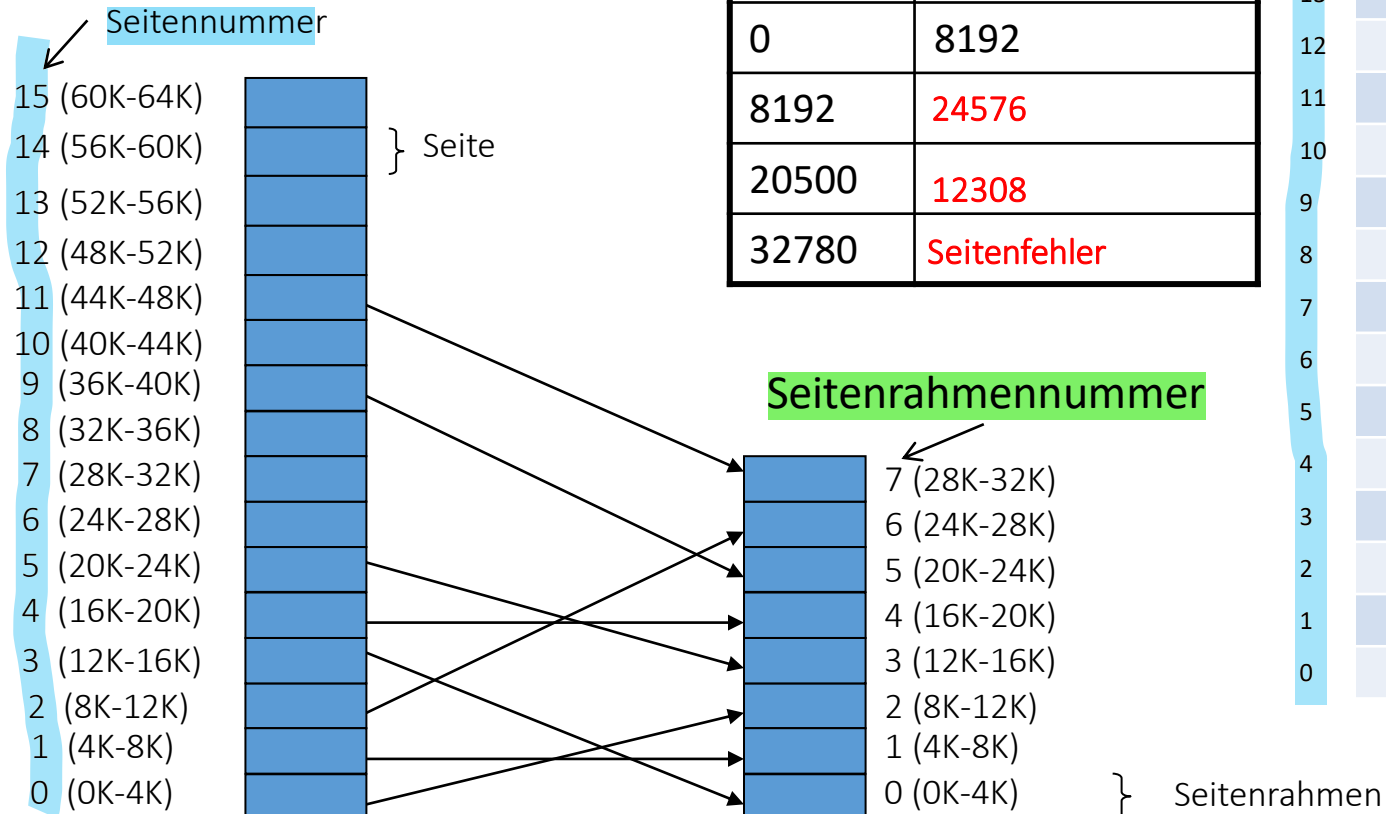 Seitennummer
15 (60K-64K)
14 (56K-60K)
13 (52K-56K)
12 (48K-52K)
11 (44K-48K)
10 (40K-44K)
9 (36K-40K)
8 (32K-36K)
7 (28K-32K)
6 (24K-28K)
5 (20K-24K)
4 (16K-20K)
3 (12K-16K)
2 (8K-12K)
1 (4K-8K)
0 (0K-4K)
} Seite
0 8192
8192 24576
20500 12308
32780 Seitenfehler
Seitenrahmennummer
7 (28K-32K)
6 (24K-28K)
5 (20K-24K)
4 (16K-20K)
3 (12K-16K)
2 (8K-12K)
1 (4K-8K)
0 (0K-4K)
} Seitenrahmen
12
11
10
9
8
7
6
5
4
3
2
1
0